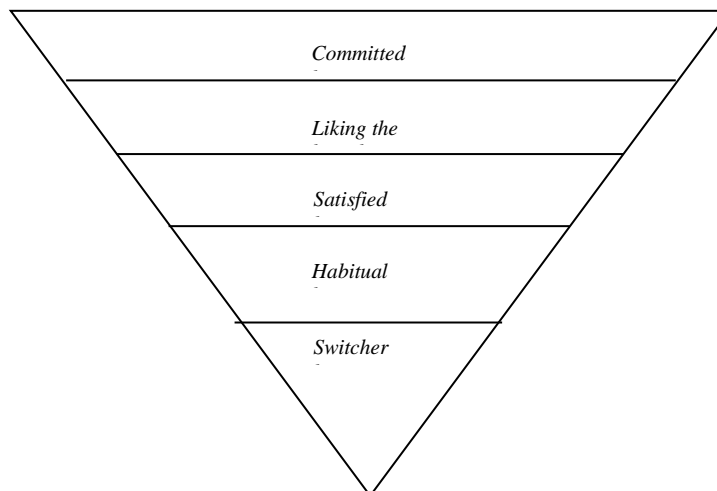 Committed
Liking the
Satisfied
Habitual
Switcher